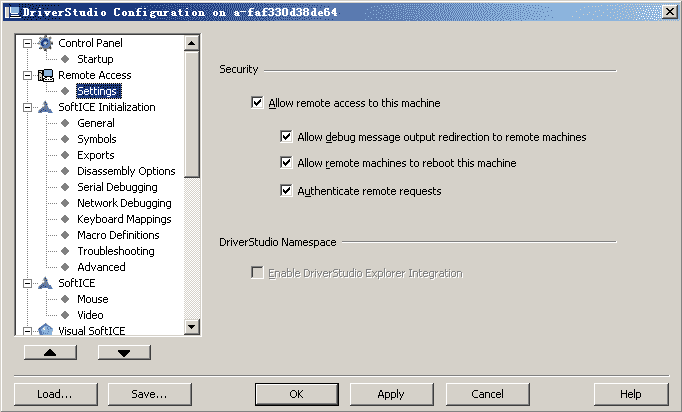 DriverStudio Configuration on a-faf330d38de64
Control Panel
Startup
Remote Access
Settings
SoftICE Initialization
General
Symbols
Exports
Disassembly Options
Serial Debugging
Network Debugging
Keyboard Mappings
Macro Definitions
Troubleshooting
Advanced
SoftICE
Mouse
Video
Visual SoftICE
Security
Allow remote access to this machine
Allow debug message output redirection to remote machines
Allow remote machines to reboot this machine
Authenticate remote requests
DriverStudio Namespace
Enable DriverStudio Explorer Integration
Load... Save... OK Apply Cancel Help